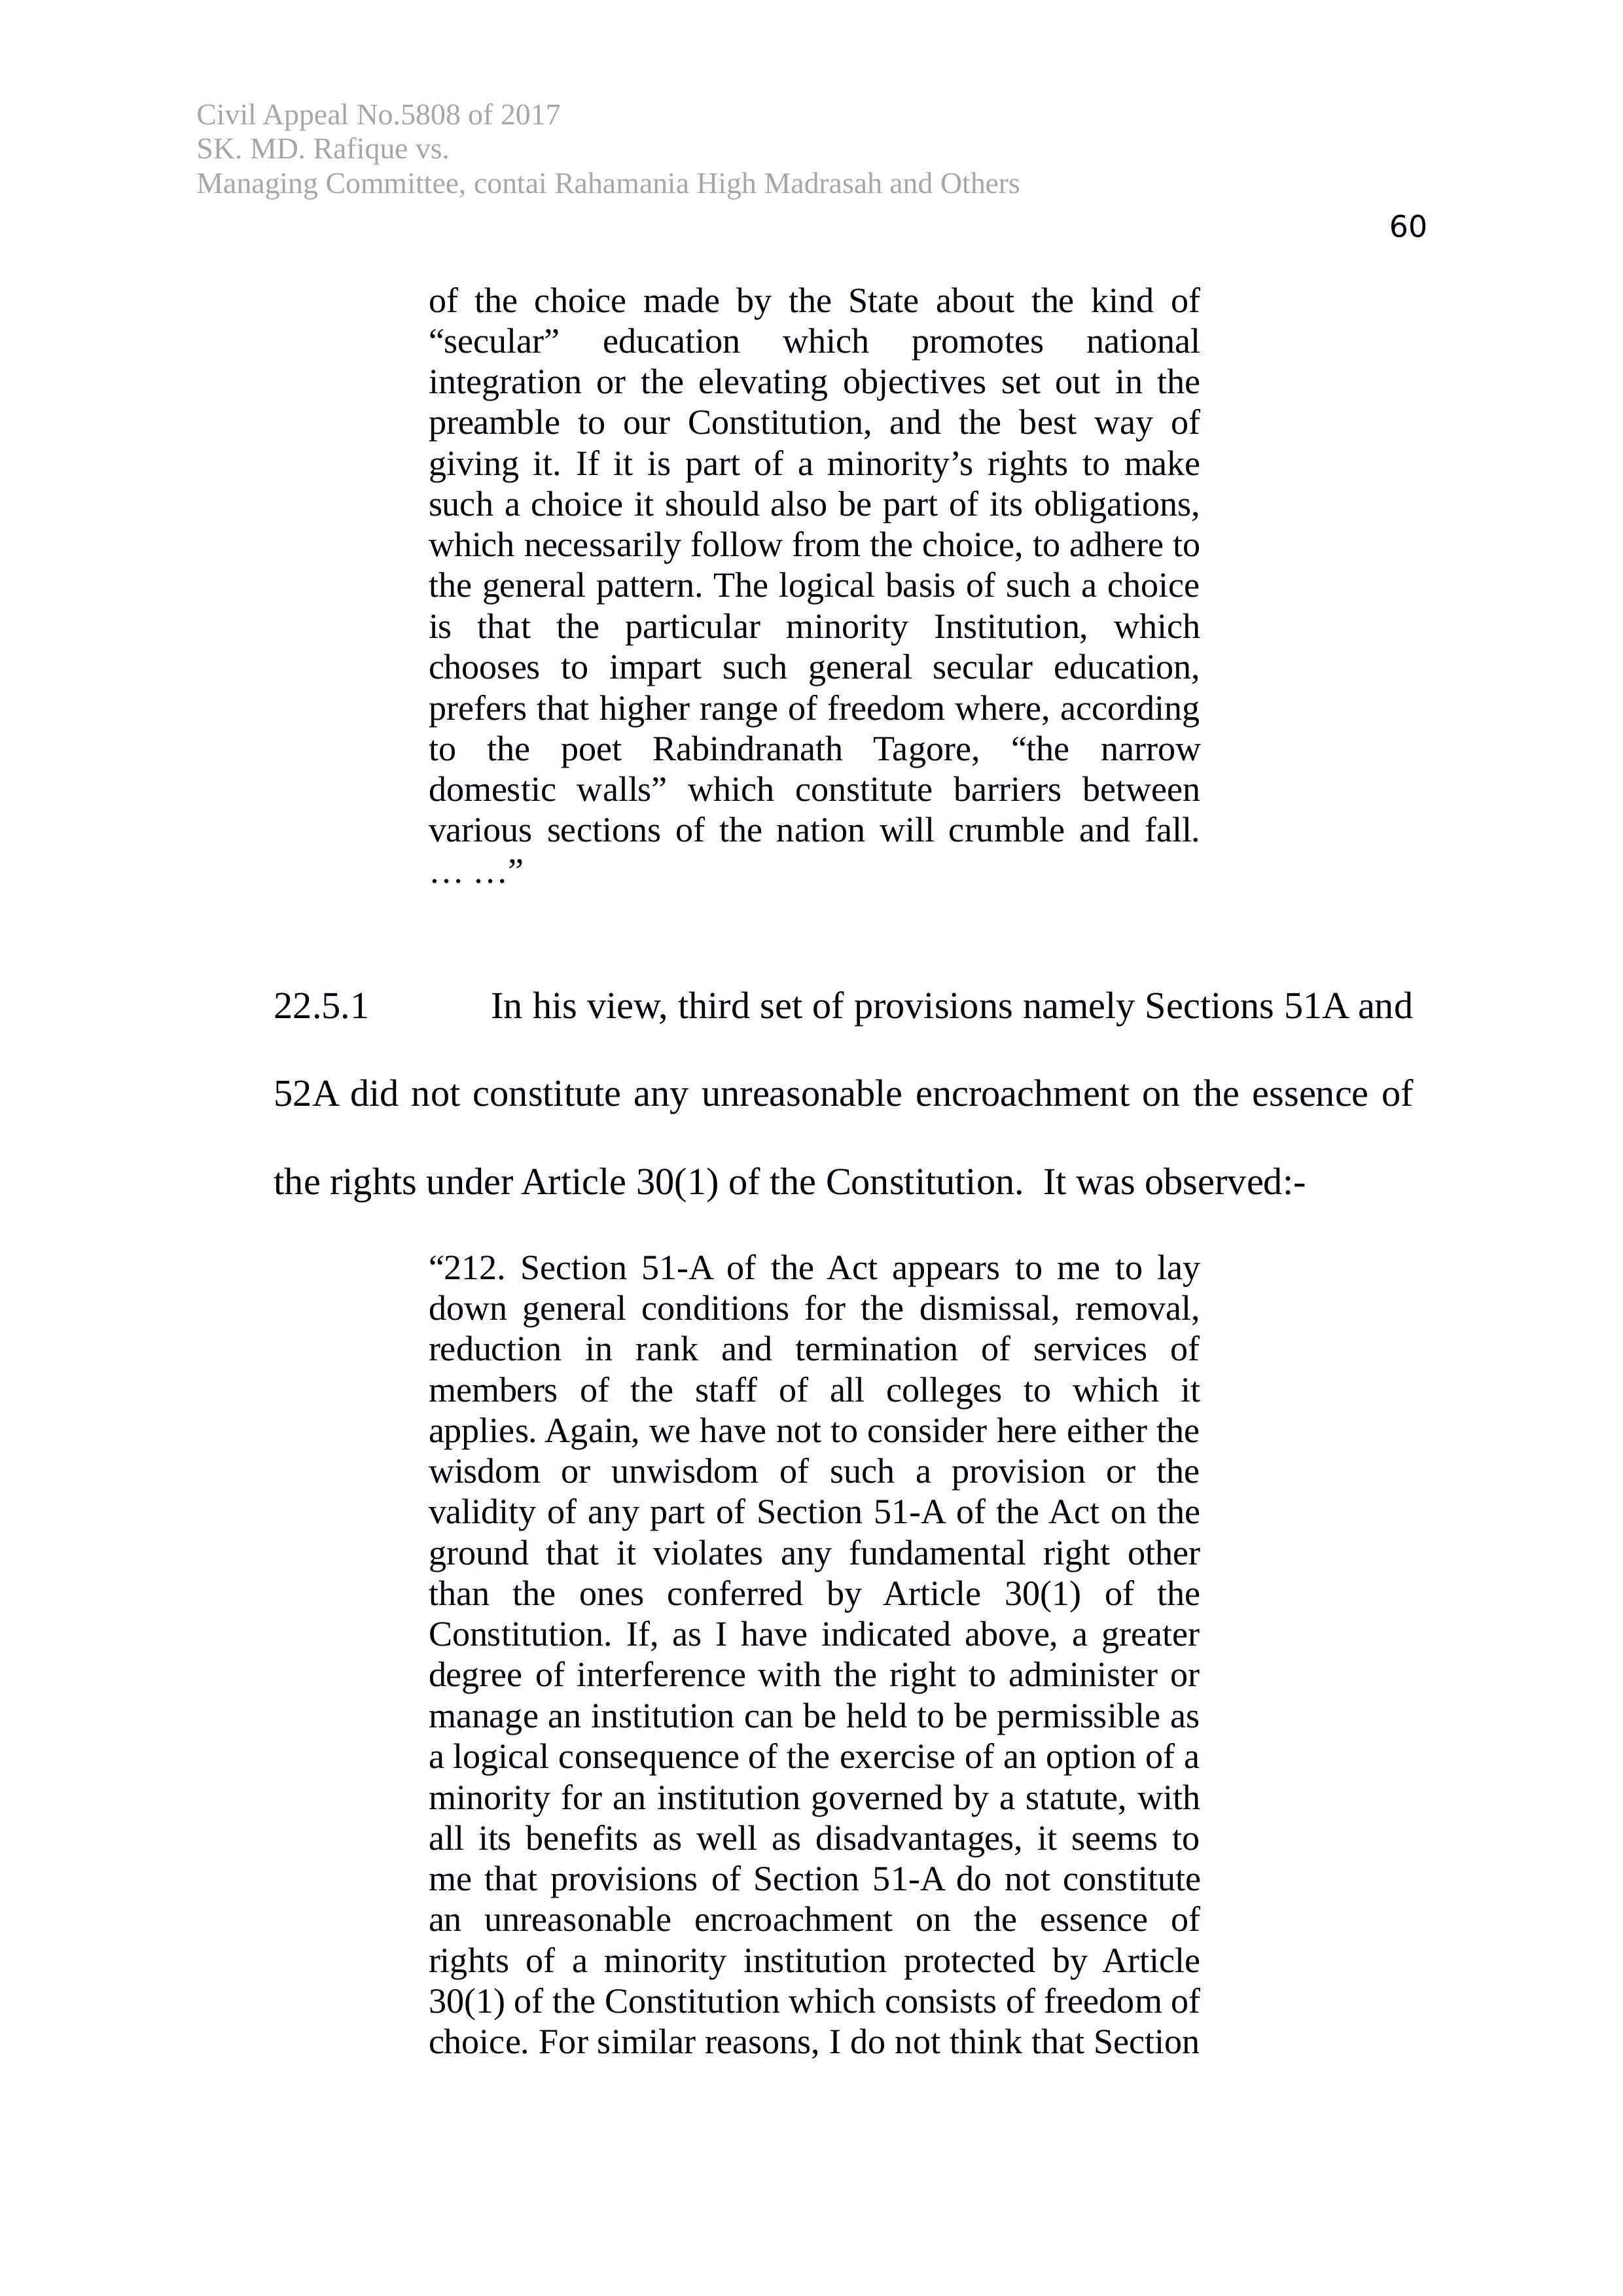 Civil Appeal No.5808 of 2017
SK. MD. Rafique vs.
Managing Committee, contai Rahamania High Madrasah and Others
60
of the choice made by the State about the kind of
“secular” education which promotes national
integration or the elevating objectives set out in the
preamble to our Constitution, and the best way of
giving it. If it is part of a minority’s rights to make
such a choice it should also be part of its obligations,
which necessarily follow from the choice, to adhere to
the general pattern. The logical basis of such a choice
is that the particular minority Institution, which
chooses to impart such general secular education,
prefers that higher range of freedom where, according
to the poet Rabindranath Tagore, “the narrow
domestic walls” which constitute barriers between
various sections of the nation will crumble and fall.
… …”
22.5.1 In his view, third set of provisions namely Sections 51A and
52A did not constitute any unreasonable encroachment on the essence of
the rights under Article 30(1) of the Constitution. It was observed:-
“212. Section 51-A of the Act appears to me to lay
down general conditions for the dismissal, removal,
reduction in rank and termination of services of
members of the staff of all colleges to which it
applies. Again, we have not to consider here either the
wisdom or unwisdom of such a provision or the
validity of any part of Section 51-A of the Act on the
ground that it violates any fundamental right other
than the ones conferred by Article 30(1) of the
Constitution. If, as I have indicated above, a greater
degree of interference with the right to administer or
manage an institution can be held to be permissible as
a logical consequence of the exercise of an option of a
minority for an institution governed by a statute, with
all its benefits as well as disadvantages, it seems to
me that provisions of Section 51-A do not constitute
an unreasonable encroachment on the essence of
rights of a minority institution protected by Article
30(1) of the Constitution which consists of freedom of
choice. For similar reasons, I do not think that Section